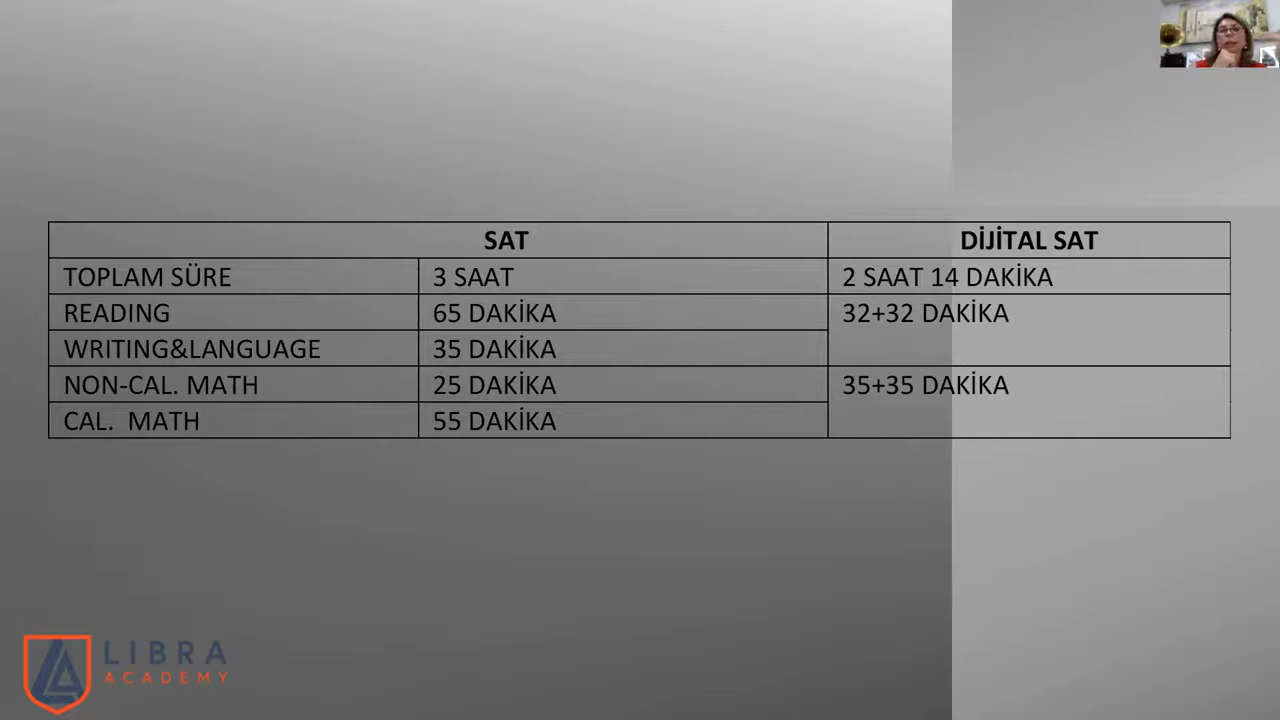 SAT DİJİTAL SAT
TOPLAM SÜRE 3 SAAT 2 SAAT 14 DAKİKA
READING 65 DAKİKA 32+32 DAKİKA
WRITING&LANGUAGE 35 DAKİKA
NON-CAL. MATH 25 DAKİKA 35+35 DAKİKA
CAL. MATH 55 DAKİKA
LIBRA
ACADEMY